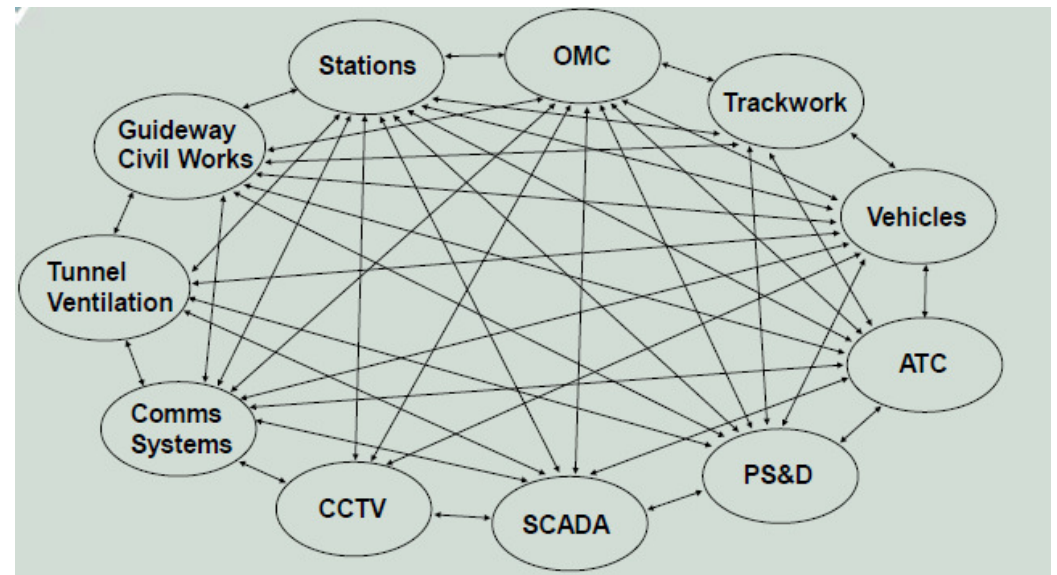 Stations
OMC
Trackwork
Guideway
Civil Works
Vehicles
Tunnel
Ventilation
ATC
Comms
Systems
PS&D
CCTV
SCADA